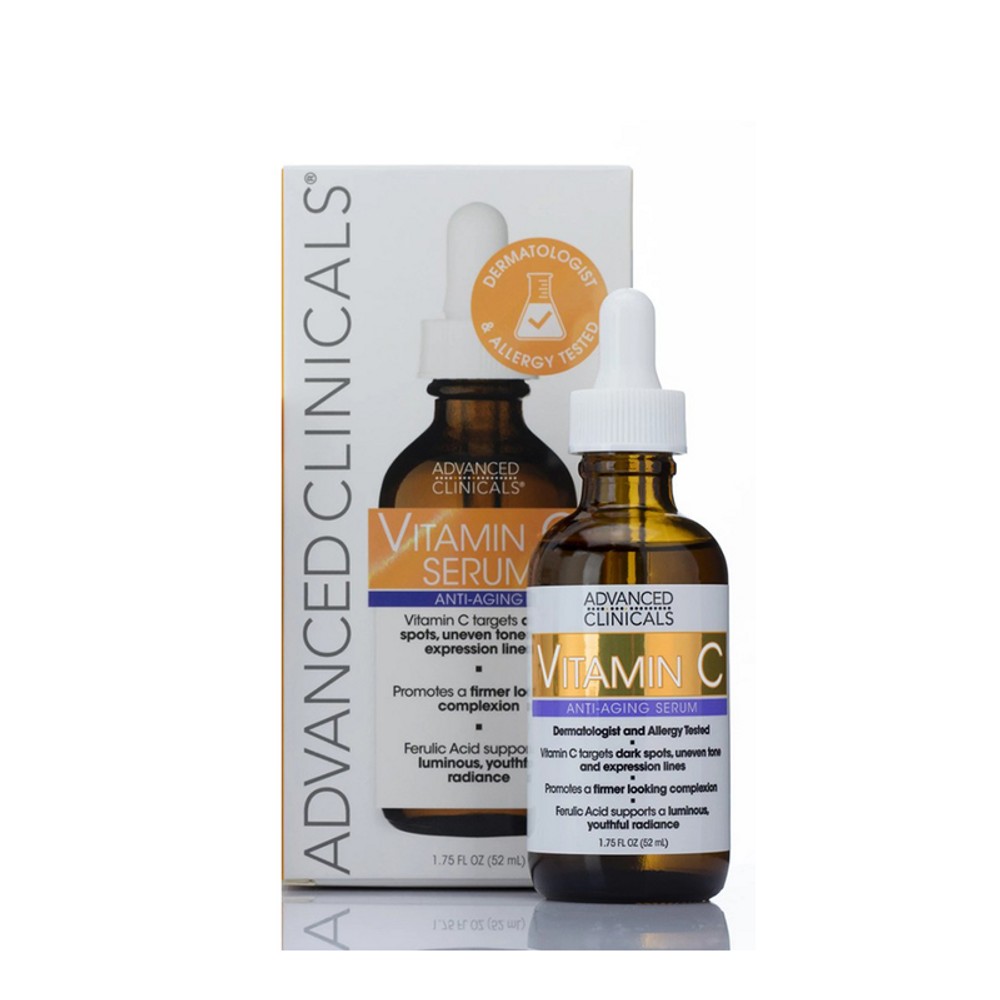 ADVANCED CLINICALS®
DERMATOLOGIST
& ALLERGY TESTED
ADVANCED
CLINICALS®
VITAMIN
SERUM
ANTI-AGING
Vitamin C targets
spots, uneven tone
expression
Promotes a firmer
complexion
Ferulic Acid
luminous,
radiance
1.75 FL OZ (52 mL)
ADVANCED
CLINICALS
VITAMIN C
ANTI-AGING SERUM
Dermatologist and Allergy Tested
Vitamin C targets dark spots, uneven tone
and expression lines
Promotes a firmer looking complexion
Ferulic Acid supports a luminous,
youthful radiance
1.75 FL OZ (52 mL)